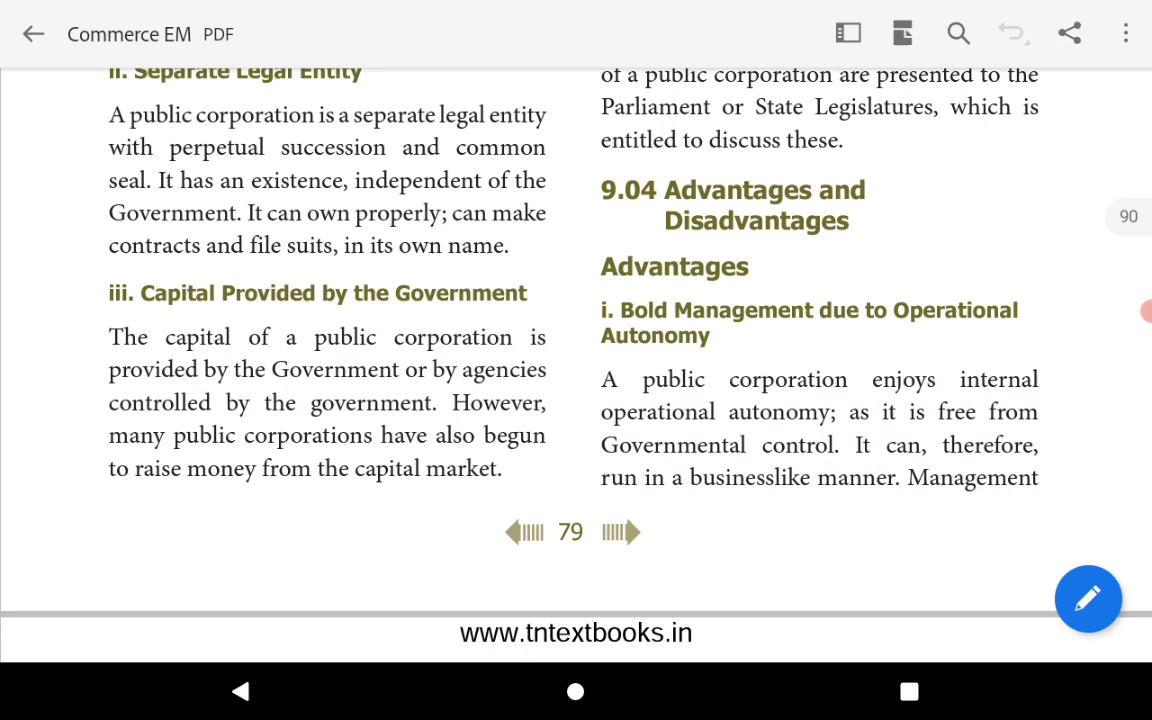 Commerce EM PDF
ii. Separate Legal Entity
A public corporation is a separate legal entity
with perpetual succession and common
seal. It has an existence, independent of the
Government. It can own properly; can make
contracts and file suits, in its own name.
iii. Capital Provided by the Government
The capital of a public corporation is
provided by the Government or by agencies
controlled by the government. However,
many public corporations have also begun
to raise money from the capital market.
of a public corporation are presented to the
Parliament or State Legislatures, which is
entitled to discuss these.
9.04 Advantages and
Disadvantages
Advantages
i. Bold Management due to Operational
Autonomy
A public corporation enjoys internal
operational autonomy; as it is free from
Governmental control. It can, therefore,
run in a businesslike manner. Management
90
79
www.tntextbooks.in